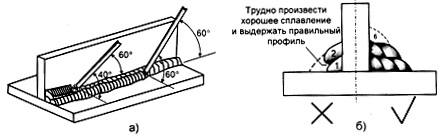 60°
60°
40°
60°
а)
Трудно произвести
хорошее сплавление
и выдержать правильный
профиль
2
1
6
б)